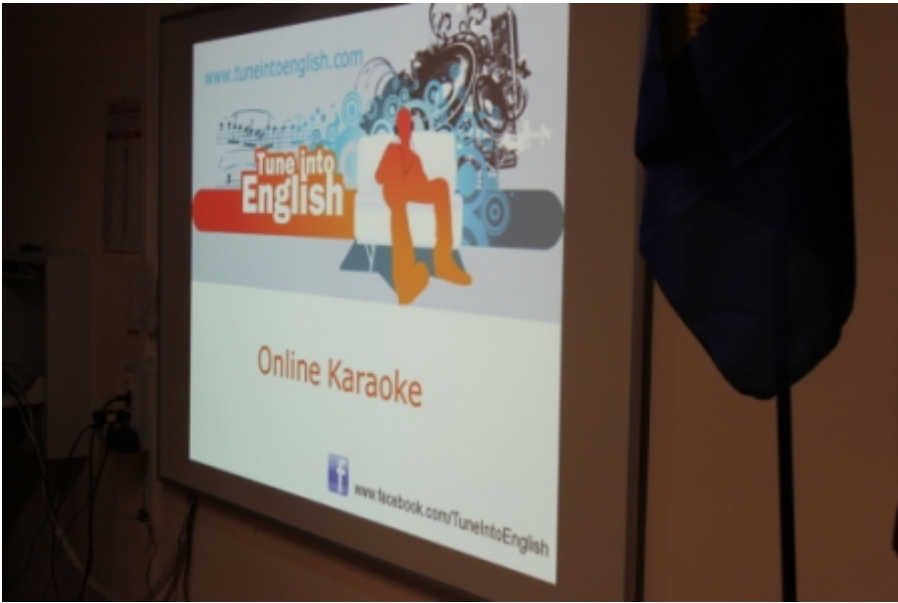 www.tuneintoenglish.com
Tune into
English
Online Karaoke
f
www.facebook.com/TuneIntoEnglish